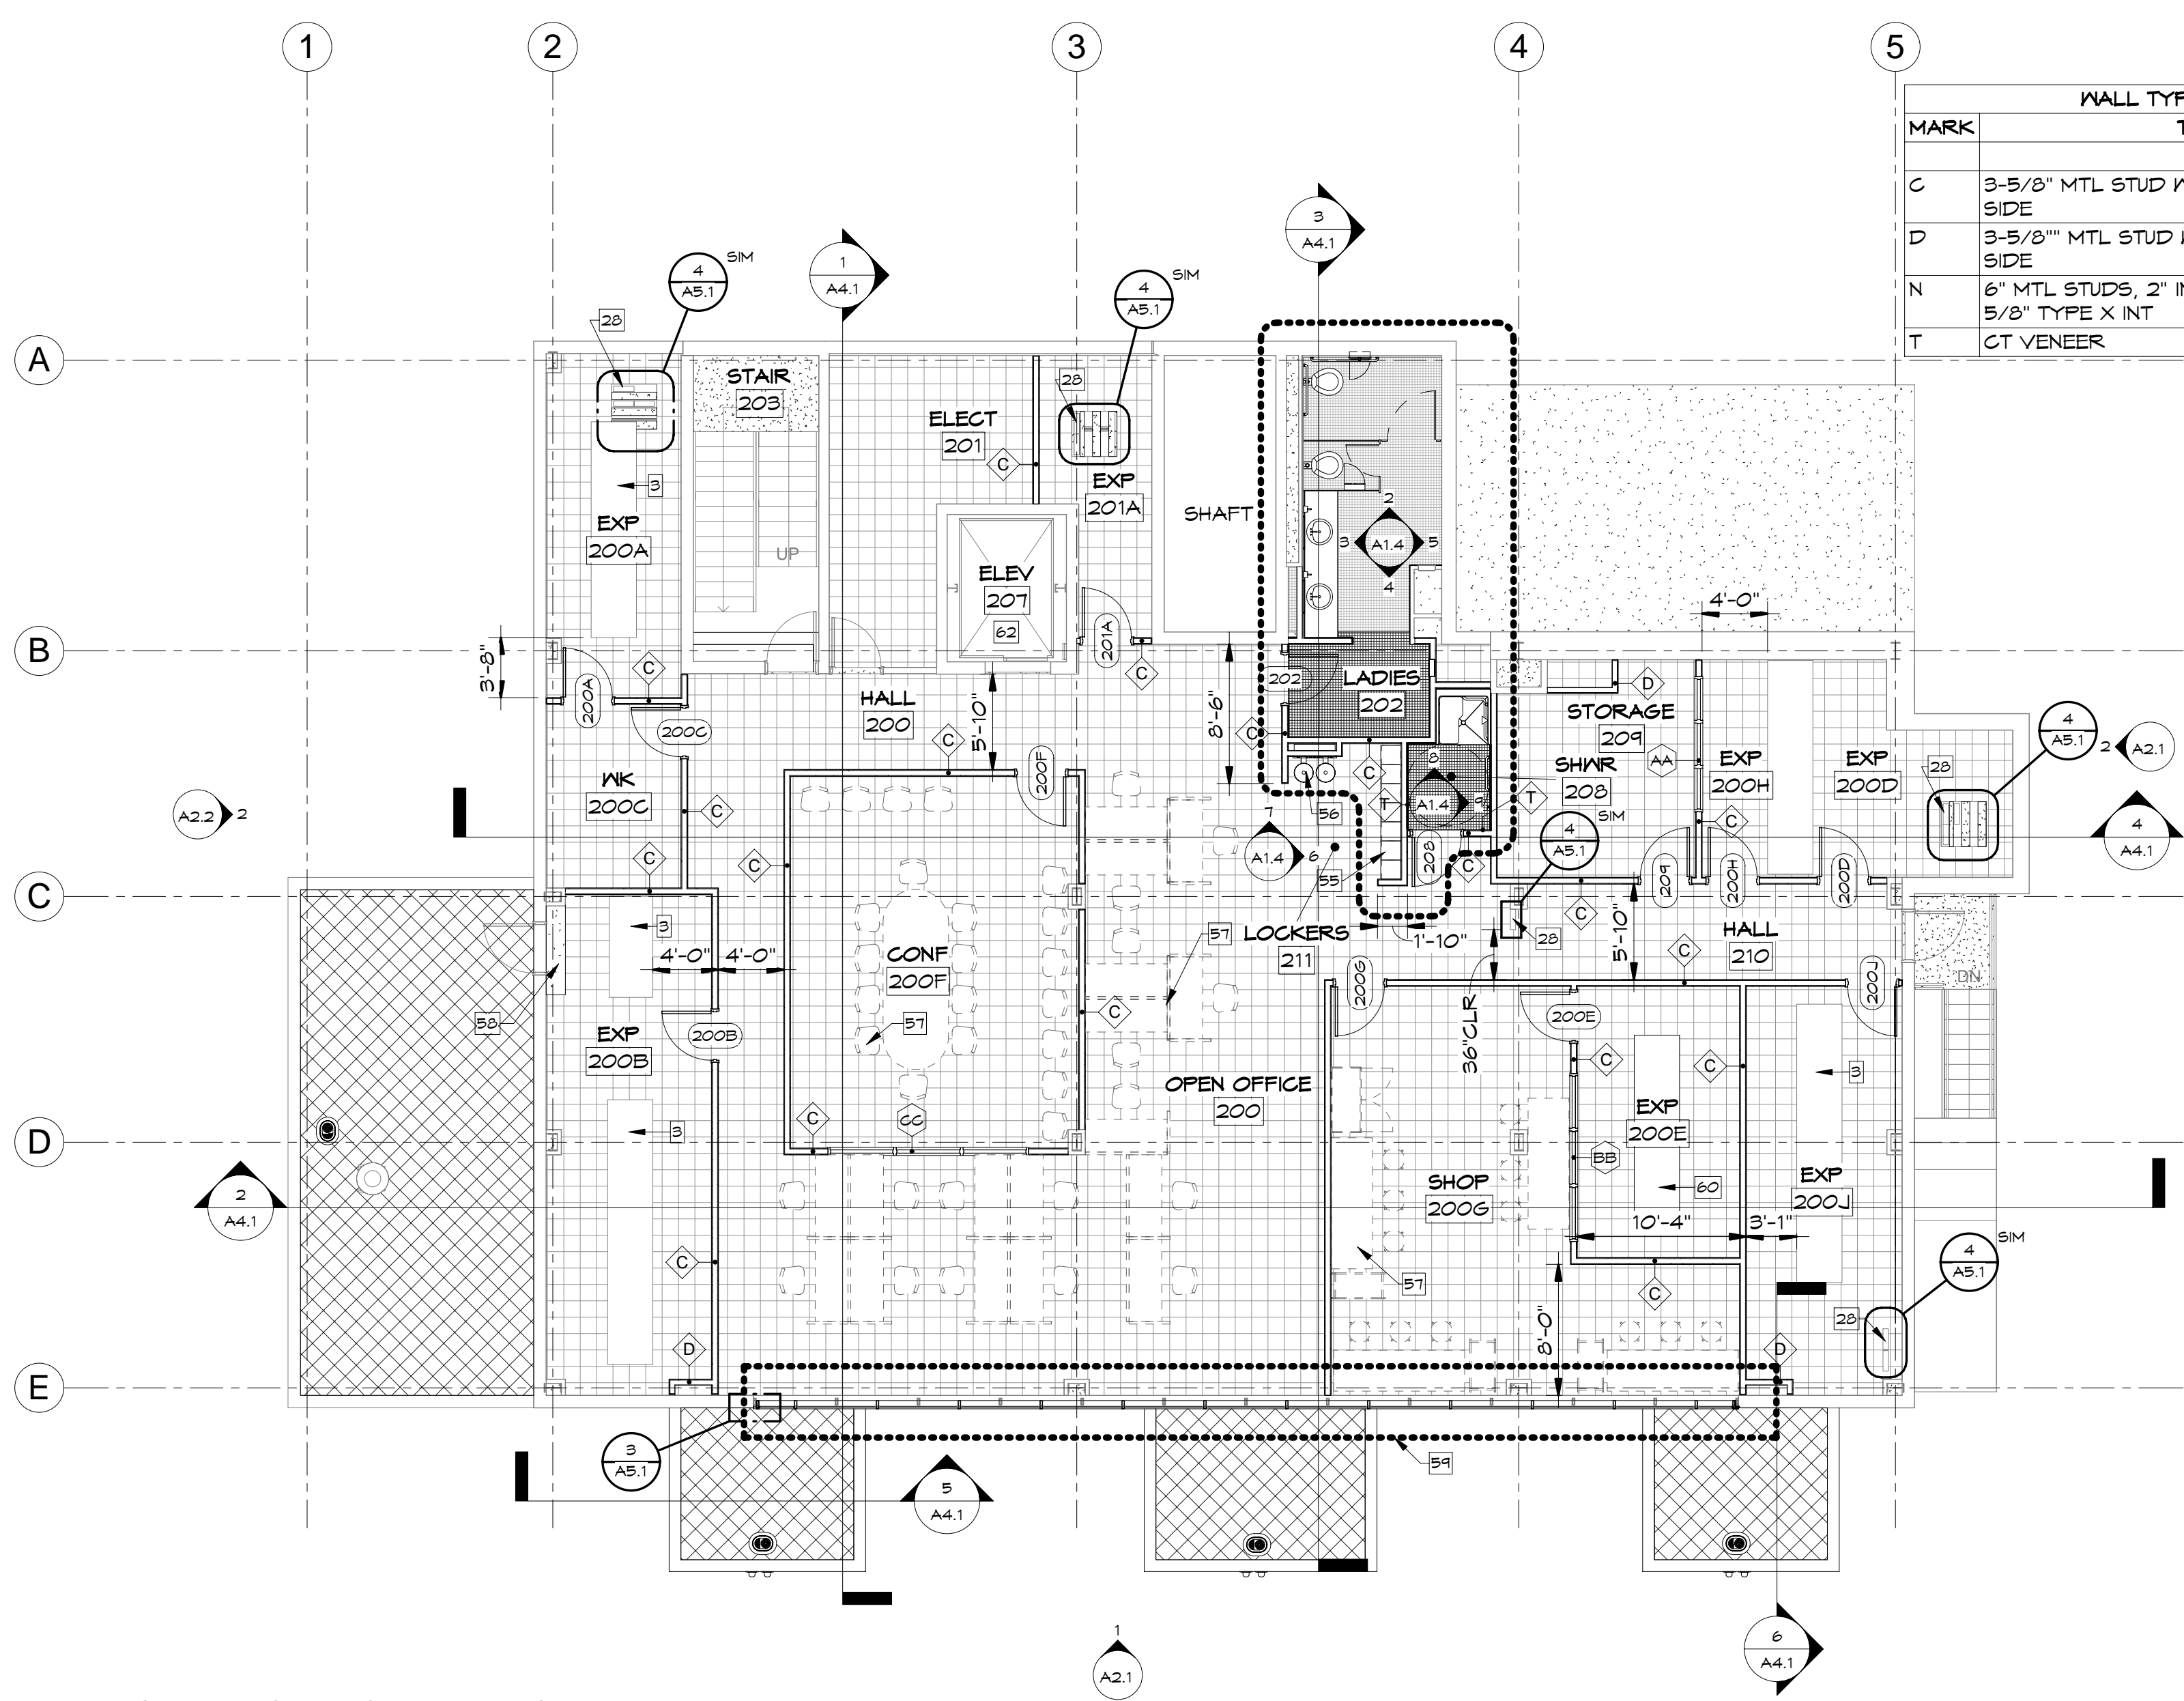 1
2
3
4
5
WALL TYP
MARK
C
3-5/8" MTL STUD
SIDE
D
3-5/8"" MTL STUD
SIDE
N
6" MTL STUDS, 2"
5/8" TYPE X INT
T
CT VENEER
3
A4.1
4
A5.1
SIM
1
A4.1
4
A5.1
SIM
28
A
STAIR
203
28
ELECT
201
C
3
EXP
201A
EXP
200A
SHAFT
2
3
A1.4
5
4
UP
ELEV
207
62
4'-0"
B
201A
3'-8"
C
C
200A
202
LADIES
202
D
HALL
200
5'-10"
8'-6"
STORAGE
209
4
A5.1
2
A2.1
200C
C
C
AA
WK
200C
200F
C
8
SHWR
208
EXP
200H
EXP
200D
28
A2.2
2
C
56
T
A1.4
9
T
SIM
C
4
A4.1
7
A1.4
6
4
A5.1
C
C
55
208
C
209
200H
200D
C
C
3
57
LOCKERS
211
1'-10"
28
5'-10"
C
HALL
210
4'-0"
4'-0"
CONF
200F
200G
200J
DN
58
57
C
36"CLR
EXP
200B
200B
200E
C
C
3
OPEN OFFICE
200
EXP
200E
3
C
CC
D
BB
2
A4.1
SHOP
200G
60
EXP
200J
10'-4"
3'-1"
SIM
C
57
C
4
A5.1
28
8'-0"
D
D
E
3
A5.1
59
5
A4.1
1
A2.1
6
A4.1